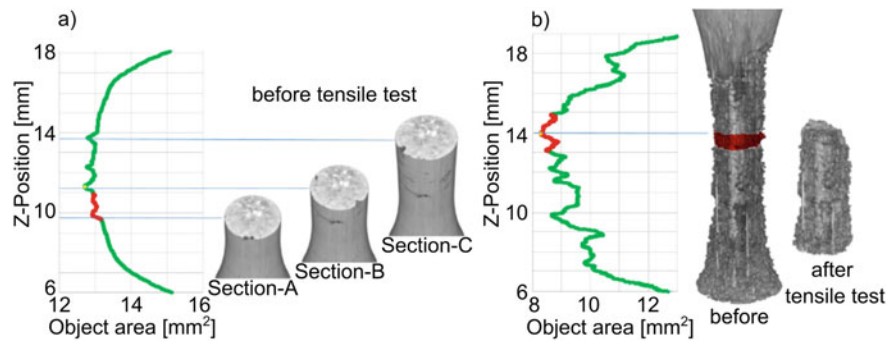 a)
18
14
10
6
Z-Position [mm]
12
14
16
Object area [mm²]
before tensile test
Section-A
Section-B
Section-C
b)
18
14
10
6
Z-Position [mm]
8
10
12
Object area [mm²]
before
after
tensile test